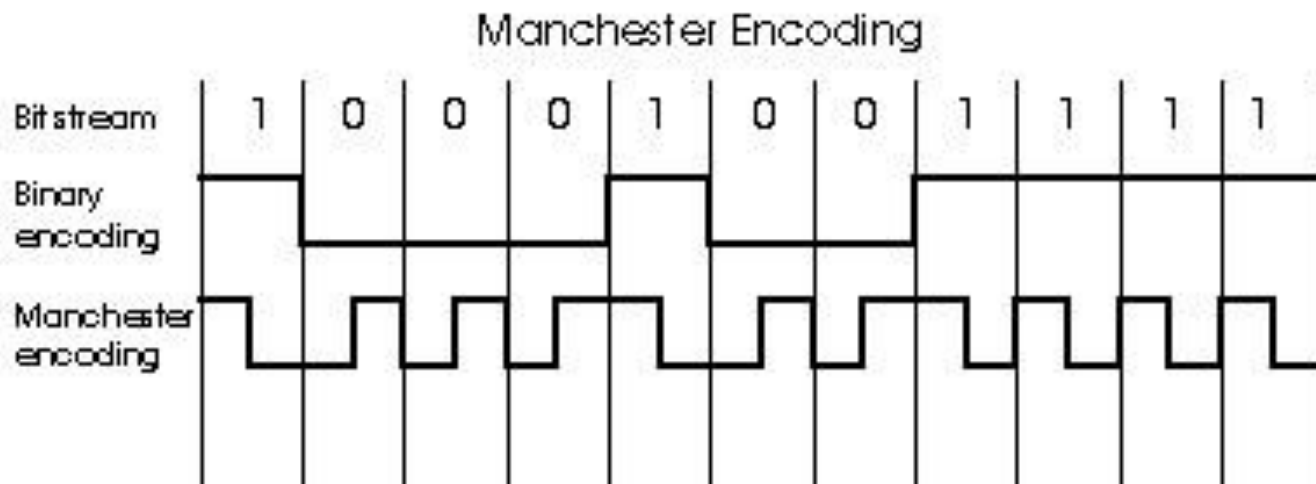 Manchester Encoding
Bit stream 1 0 0 0 1 0 0 1 1 1 1
Binary
encoding
Manchester
encoding